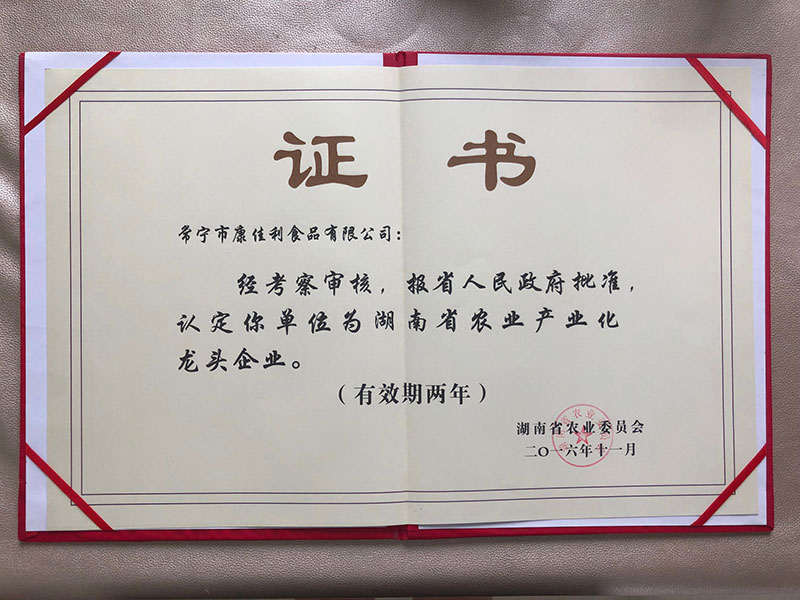 证 书
常宁市康佳利食品有限公司：
经考察审核，报省人民政府批准，
认定你单位为湖南省农业产业化
龙头企业。
（有效期两年）
湖南省农业委员会
二〇一六年十一月